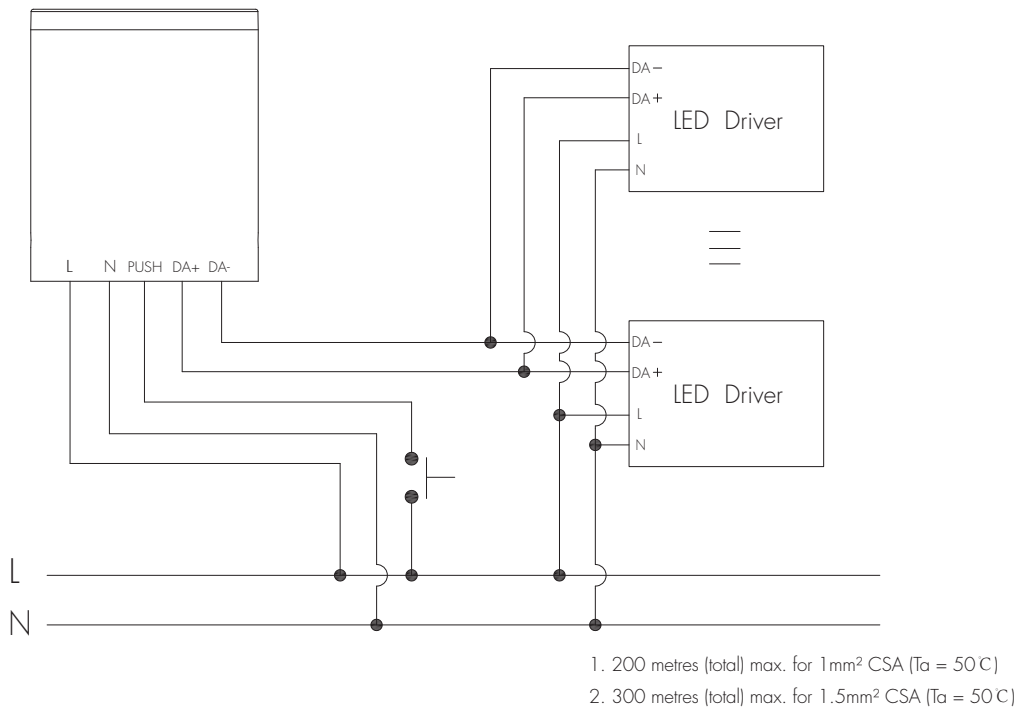 DA−
DA+
LED Driver
L
N
L N PUSH DA+ DA-
DA−
DA+
LED Driver
L
N
L
N
1. 200 metres (total) max. for 1mm² CSA (Ta = 50℃)
2. 300 metres (total) max. for 1.5mm² CSA (Ta = 50℃)